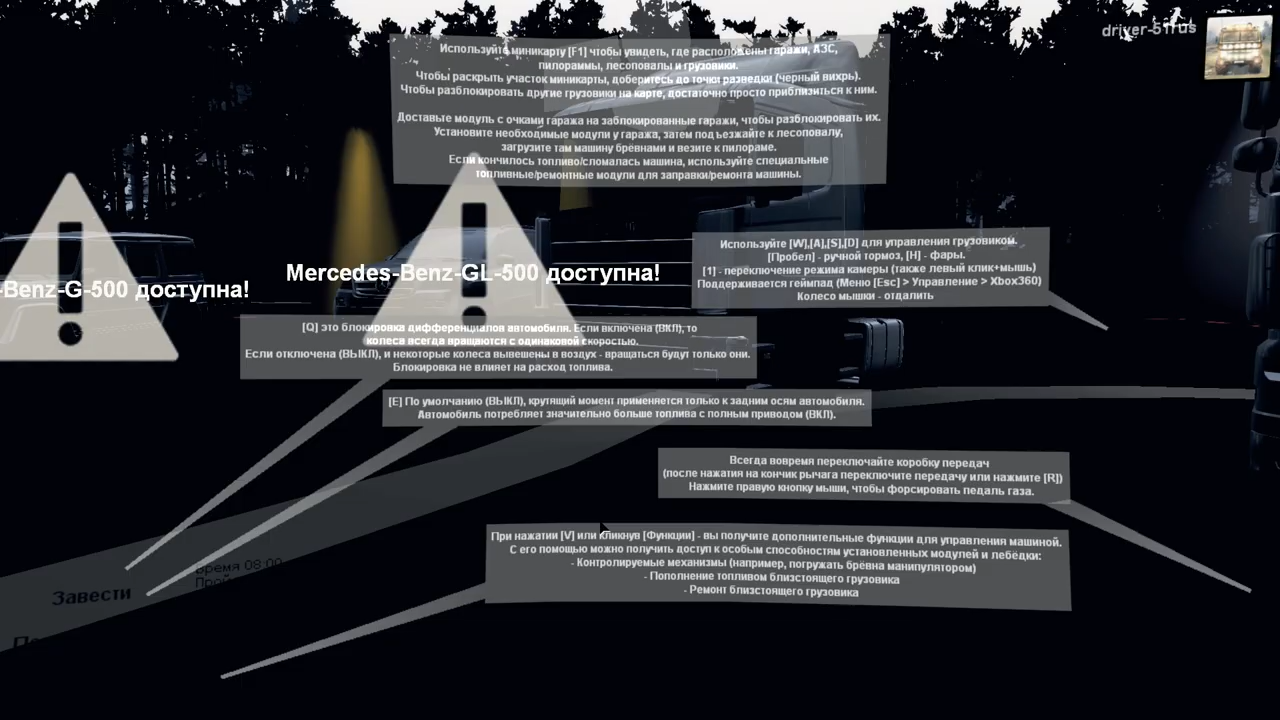 driver-51rus
Используйте миникарту [F1] чтобы увидеть, где расположены гаражи, АЗС,
пилораммы, лесоповалы и грузовики.
Чтобы раскрыть участок миникарты, доберитесь до точки разведки (черный вихрь).
Чтобы разблокировать другие грузовики на карте, достаточно просто приблизиться к ним.
Доставьте модуль с очками гаража на заблокированные гаражи, чтобы разблокировать их.
Установите необходимые модули у гаража, затем подъезжайте к лесоповалу,
загрузите там машину брёвнами и везите к пилораме.
Если кончилось топливо/сломалась машина, используйте специальные
топливные/ремонтные модули для заправки/ремонта машины.
Используйте [W],[A],[S],[D] для управления грузовиком.
[Пробел] - ручной тормоз, [H] - фары.
[1] - переключение режима камеры (также левый клик+мышь)
Поддерживается геймпад (Меню [Esc] > Управление > Xbox360)
Колесо мышки - отдалить
Mercedes-Benz-GL-500 доступна!
-Benz-G-500 доступна!
[Q] это блокировка дифференциалов автомобиля. Если включена (ВКЛ), то
колеса всегда вращаются с одинаковой скоростью.
Если отключена (ВЫКЛ), и некоторые колеса вывешены в воздух - вращаться будут только они.
Блокировка не влияет на расход топлива.
[E] По умолчанию (ВЫКЛ), крутящий момент применяется только к задним осям автомобиля.
Автомобиль потребляет значительно больше топлива с полным приводом (ВКЛ).
Всегда вовремя переключайте коробку передач
(после нажатия на кончик рычага переключите передачу или нажмите [R])
Нажмите правую кнопку мыши, чтобы форсировать педаль газа.
При нажатии [V] или кликнув [Функции] - вы получите дополнительные функции для управления машиной.
С его помощью можно получить доступ к особым способностям установленных модулей и лебёдки:
- Контролируемые механизмы (например, погружать брёвна манипулятором)
- Пополнение топливом близстоящего грузовика
- Ремонт близстоящего грузовика
Время 08:00
Завести